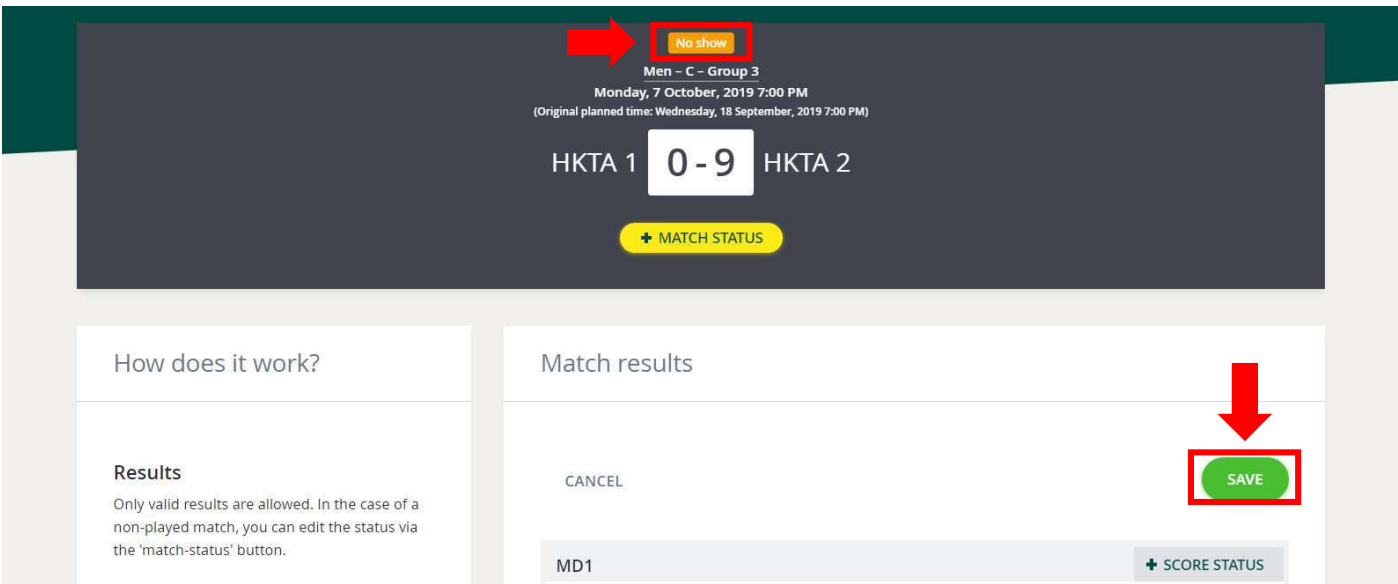 No show
Men – C – Group 3
Monday, 7 October, 2019 7:00 PM
(Original planned time: Wednesday, 18 September, 2019 7:00 PM)
HKTA 1 0 - 9 HKTA 2
+ MATCH STATUS
How does it work?
Match results
Results
Only valid results are allowed. In the case of a
non-played match, you can edit the status via
the 'match-status' button.
CANCEL
SAVE
MD1
+ SCORE STATUS